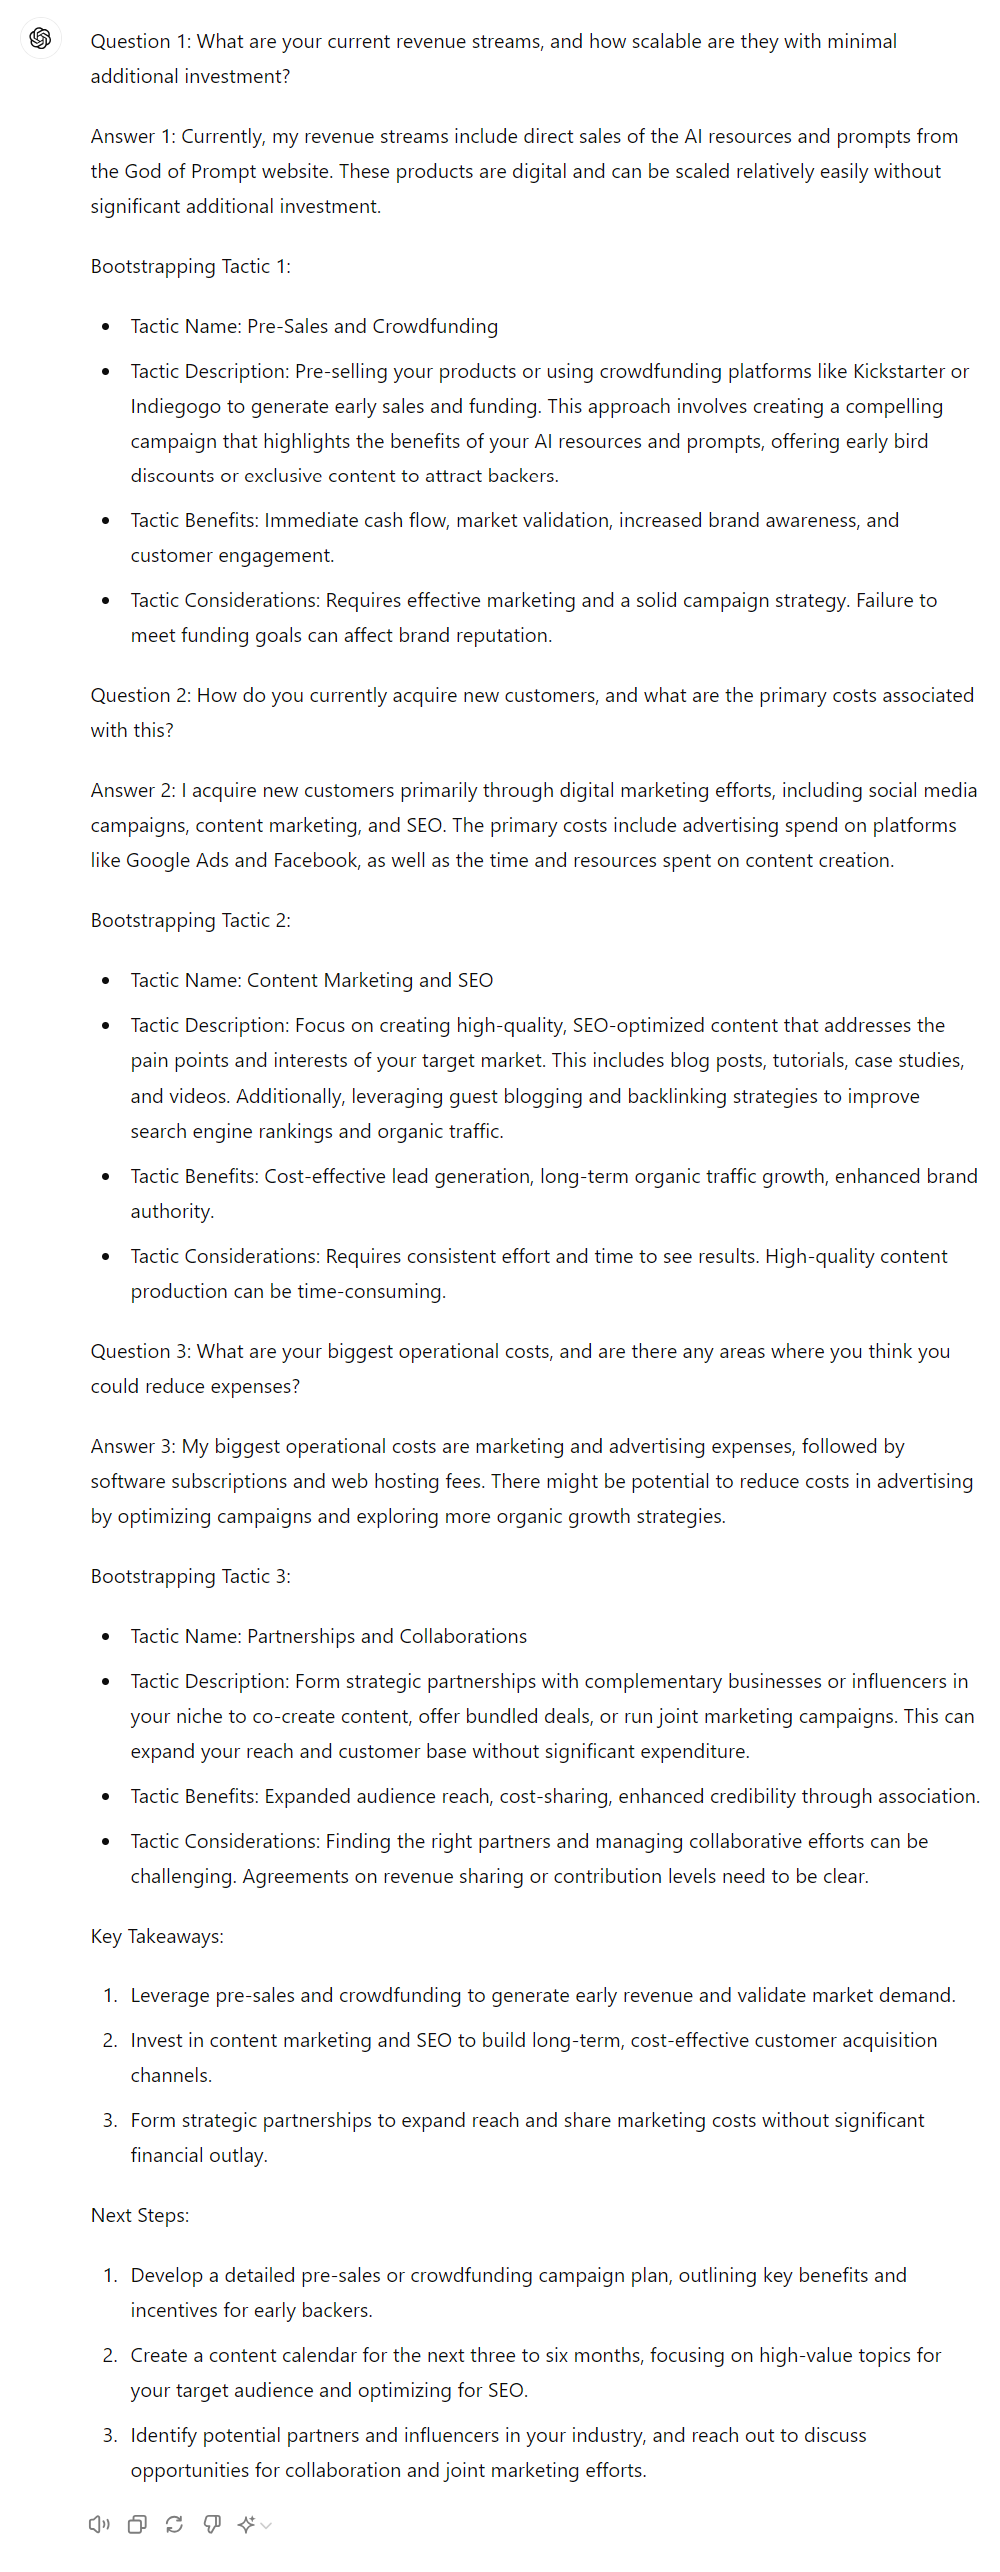 Question 1: What are your current revenue streams, and how scalable are they with minimal
additional investment?
Answer 1: Currently, my revenue streams include direct sales of the AI resources and prompts from
the God of Prompt website. These products are digital and can be scaled relatively easily without
significant additional investment.
Bootstrapping Tactic 1:
• Tactic Name: Pre-Sales and Crowdfunding
• Tactic Description: Pre-selling your products or using crowdfunding platforms like Kickstarter or
Indiegogo to generate early sales and funding. This approach involves creating a compelling
campaign that highlights the benefits of your AI resources and prompts, offering early bird
discounts or exclusive content to attract backers.
• Tactic Benefits: Immediate cash flow, market validation, increased brand awareness, and
customer engagement.
• Tactic Considerations: Requires effective marketing and a solid campaign strategy. Failure to
meet funding goals can affect brand reputation.
Question 2: How do you currently acquire new customers, and what are the primary costs associated
with this?
Answer 2: I acquire new customers primarily through digital marketing efforts, including social media
campaigns, content marketing, and SEO. The primary costs include advertising spend on platforms
like Google Ads and Facebook, as well as the time and resources spent on content creation.
Bootstrapping Tactic 2:
• Tactic Name: Content Marketing and SEO
• Tactic Description: Focus on creating high-quality, SEO-optimized content that addresses the
pain points and interests of your target market. This includes blog posts, tutorials, case studies,
and videos. Additionally, leveraging guest blogging and backlinking strategies to improve
search engine rankings and organic traffic.
• Tactic Benefits: Cost-effective lead generation, long-term organic traffic growth, enhanced brand
authority.
• Tactic Considerations: Requires consistent effort and time to see results. High-quality content
production can be time-consuming.
Question 3: What are your biggest operational costs, and are there any areas where you think you
could reduce expenses?
Answer 3: My biggest operational costs are marketing and advertising expenses, followed by
software subscriptions and web hosting fees. There might be potential to reduce costs in advertising
by optimizing campaigns and exploring more organic growth strategies.
Bootstrapping Tactic 3:
• Tactic Name: Partnerships and Collaborations
• Tactic Description: Form strategic partnerships with complementary businesses or influencers in
your niche to co-create content, offer bundled deals, or run joint marketing campaigns. This can
expand your reach and customer base without significant expenditure.
• Tactic Benefits: Expanded audience reach, cost-sharing, enhanced credibility through association.
• Tactic Considerations: Finding the right partners and managing collaborative efforts can be
challenging. Agreements on revenue sharing or contribution levels need to be clear.
Key Takeaways:
1. Leverage pre-sales and crowdfunding to generate early revenue and validate market demand.
2. Invest in content marketing and SEO to build long-term, cost-effective customer acquisition
channels.
3. Form strategic partnerships to expand reach and share marketing costs without significant
financial outlay.
Next Steps:
1. Develop a detailed pre-sales or crowdfunding campaign plan, outlining key benefits and
incentives for early backers.
2. Create a content calendar for the next three to six months, focusing on high-value topics for
your target audience and optimizing for SEO.
3. Identify potential partners and influencers in your industry, and reach out to discuss
opportunities for collaboration and joint marketing efforts.